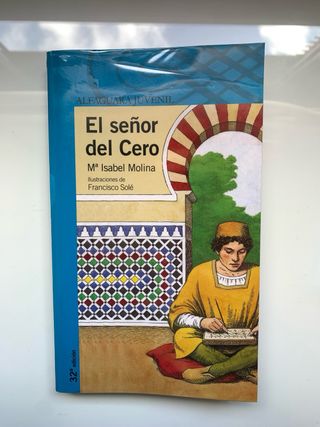 ALFAGUARA JUVENIL
El señor
del Cero
Mª Isabel Molina
Ilustraciones de
Francisco Solé
32ª edición